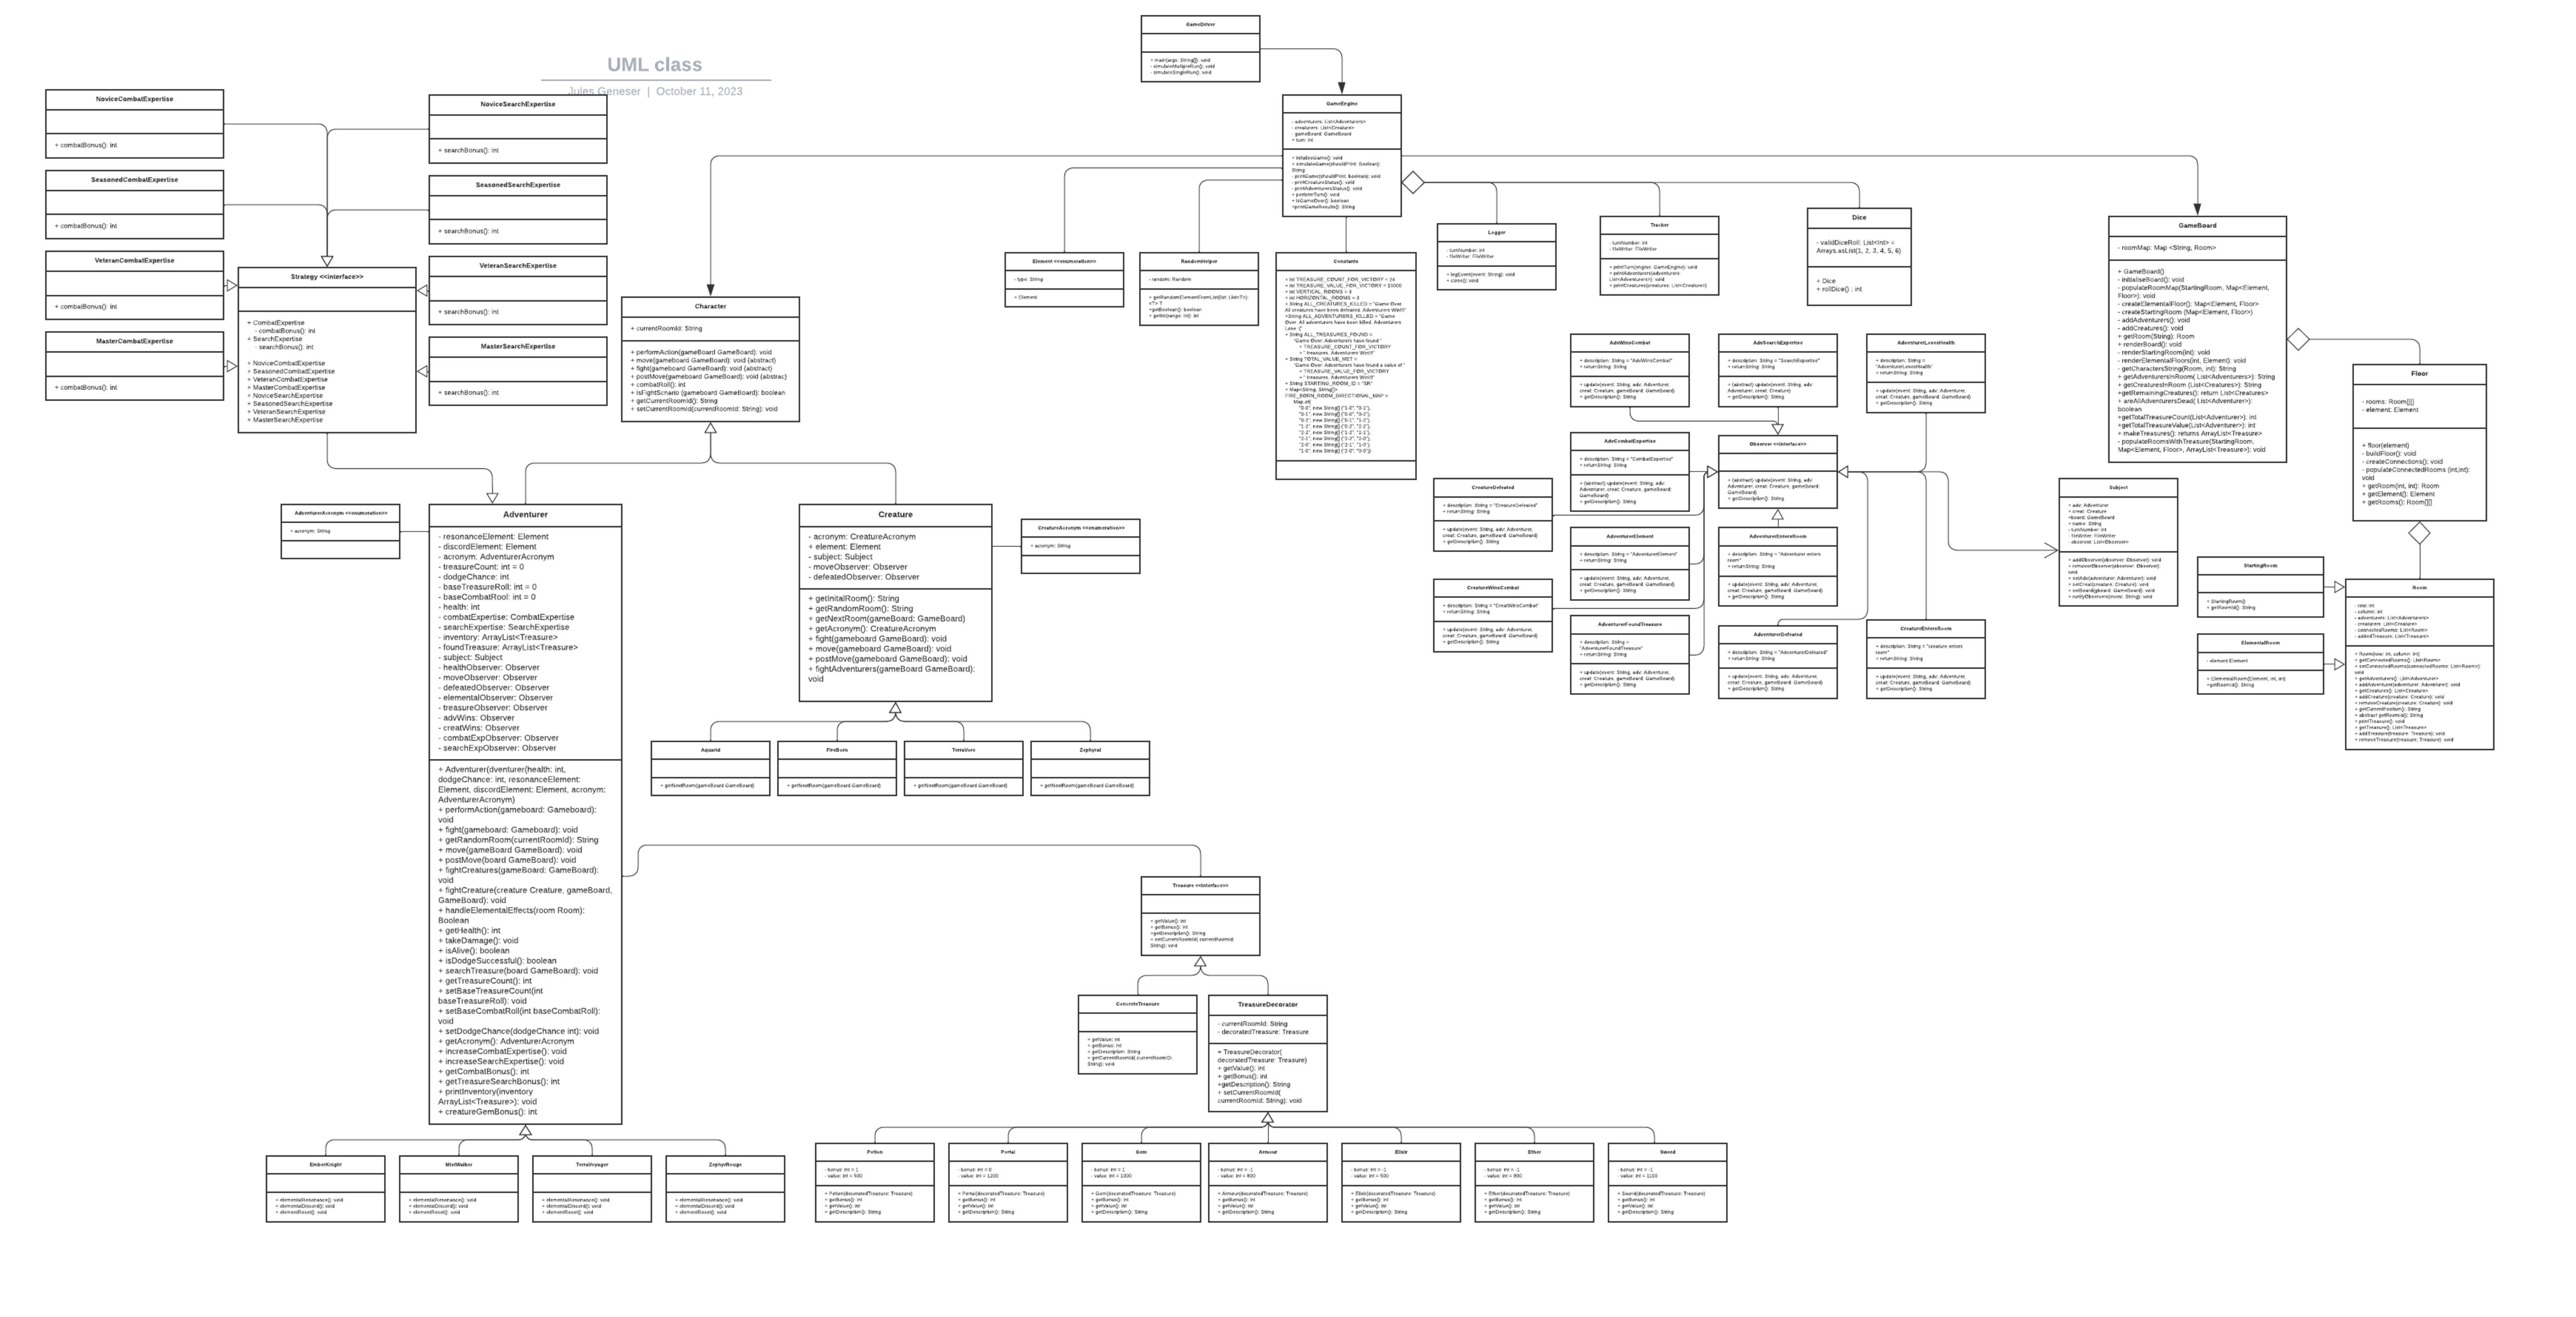 UML class
Jules Geneser | October 11, 2023
GameDriver
+ main(args: String[]): void
- simulateMultipleRun(): void
- simulateSingleRun(): void
GameEngine
- adventurers: List<Adventurers>
- creaturers: List<Creature>
- gameBoard: GameBoard
+ turn: int
+ initialiseGame(): void
+ simulateGame(shouldPrint: Boolean):
String
- printGame(shouldPrint: boolean): void
- printCreatureStatus(): void
- printAdventurersStatus(): void
+ performTurn(): void
+ isGameOver(): boolean
+printGameResults(): String
NoviceCombatExpertise
+ combatBonus(): int
SeasonedCombatExpertise
+ combatBonus(): int
VeteranCombatExpertise
+ combatBonus(): int
MasterCombatExpertise
+ combatBonus(): int
NoviceSearchExpertise
+ searchBonus(): int
SeasonedSearchExpertise
+ searchBonus(): int
VeteranSearchExpertise
+ searchBonus(): int
MasterSearchExpertise
+ searchBonus(): int
Strategy <<interface>>
+ CombatExpertise
- combatBonus(): int
+ SearchExpertise
- searchBonus(): int
+ NoviceCombatExpertise
+ SeasonedCombatExpertise
+ VeteranCombatExpertise
+ MasterCombatExpertise
+ NoviceSearchExpertise
+ SeasonedSearchExpertise
+ VeteranSearchExpertise
+ MasterSearchExpertise
Character
+ currentRoomId: String
+ performAction(gameBoard GameBoard): void
+ move(gameboard GameBoard): void (abstract)
+ fight(gameboard GameBoard): void (abstract)
+ postMove(gameboard GameBoard): void (abstrac)
+ combatRoll(): int
+ isFightScnario (gameboard GameBoard): boolean
+ getCurrentRoomId(): String
+ setCurrentRoomId(currentRoomId: String): void
Element <<enumeration>>
- type: String
+ Element
RandomHelper
- random: Random
+ getRandomElementFromList(list: List<T>):
<T> T
+getBoolean(): boolean
+ getInt(range: int): int
Constants
+ int TREASURE_COUNT_FOR_VICTORY = 24
+ int TREASURE_VALUE_FOR_VICTORY = 15000
+ int VERTICAL_ROOMS = 3
+ int HORIZONTAL_ROOMS = 3
+ String ALL_CREATURES_KILLED = "Game Over.
All creatures have been defeated. Adventurers Win!!!"
+String ALL_ADVENTURERS_KILLED = "Game
Over. All adventurers have been killed. Adventurers
Lose :("
+ String ALL_TREASURES_FOUND =
"Game Over. Adventurers have found "
+ TREASURE_COUNT_FOR_VICTORY
+ " treasures. Adventurers Win!!!"
+ String TOTAL_VALUE_MET =
"Game Over. Adventurers have found a value of "
+ TREASURE_VALUE_FOR_VICTORY
+ " treasures. Adventurers Win!!!"
+ String STARTING_ROOM_ID = "SR"
+ Map<String, String[]>
FIRE_BORN_ROOM_DIRECTIONAL_MAP =
Map.of(
"0-0", new String[] {"1-0", "0-1"},
"0-1", new String[] {"0-0", "0-2"},
"0-2", new String[] {"0-1", "1-2"},
"1-2", new String[] {"0-2", "2-2"},
"2-2", new String[] {"1-2", "2-1"},
"2-1", new String[] {"2-2", "2-0"},
"2-0", new String[] {"2-1", "1-0"},
"1-0", new String[] {"2-0", "0-0"})
Logger
- turnNumber: int
- fileWriter: FileWriter
+ logEvent(event: String): void
+ close(): void
Tracker
- turnNumber: int
- fileWriter: FileWriter
+ printTurn(engine: GameEngine): void
+ printAdventurers(adventurers:
List<Adventurers>): void
+ printCreatures(creatures: List<Creature>)
Dice
- validDiceRoll: List<Int> =
Arrays.asList(1, 2, 3, 4, 5, 6)
+ Dice
+ rollDice() : int
GameBoard
- roomMap: Map <String, Room>
+ GameBoard()
- initialiseBoard(): void
- populateRoomMap(StartingRoom, Map<Element,
Floor>): void
- createElementalFloor(): Map<Element, Floor>
- createStartingRoom (Map<Element, Floor>)
- addAdventurers(): void
- addCreatures(): void
+ getRoom(String): Room
+ renderBoard(): void
- renderStartingRoom(int): void
- renderElementalFloors(int, Element): void
- getCharactersString(Room, int): String
+ getAdventurersInRoom( List<Adventurers>): String
+ getCreaturesInRoom (List<Creatures>): String
+getRemainingCreatures(): return List<Creatures>
+ areAllAdventurersDead( List<Adventurer>):
boolean
+getTotalTreasureCount(List<Adventurer>): int
+getTotalTreasureValue(List<Adventurer>): int
+ makeTreasures(): returns ArrayList<Treasure>
- populateRoomsWithTreasure(StartingRoom,
Map<Element, Floor>, ArrayList<Treasure>): void
Floor
- rooms: Room[][]
- element: Element
+ floor(element)
- buildFloor(): void
- createConnections(): void
- populateConnectedRooms (int,int):
void
+ getRoom(int, int): Room
+ getElement(): Element
+ getRooms(): Room[][]
AdvWinsCombat
+ description: String = "AdvWinsCombat"
+ returnString: String
+ update(event: String, adv: Adventurer,
creat: Creature, gameBoard: GameBoard)
+ getDescription(): String
AdvSearchExpertise
+ description: String = "SearchExpertise"
+ returnString: String
+ (abstract) update(event: String, adv:
Adventurer, creat: Creature)
+ getDescription(): String
AdventurerLosesHealth
+ description: String =
"AdventurerLosesHealth"
+ returnString: String
+ update(event: String, adv: Adventurer,
creat: Creature, gameBoard: GameBoard)
+ getDescription(): String
AdvCombatExpertise
+ description: String = "CombatExpertise"
+ returnString: String
+ (abstract) update(event: String, adv:
Adventurer, creat: Creature, gameBoard:
GameBoard)
+ getDescription(): String
Observer <<interface>>
+ (abstract) update(event: String, adv:
Adventurer, creat: Creature, gameboard:
GameBoard)
+ getDescription(): String
CreatureDefeated
+ description: String = "CreatureDefeated"
+ returnString: String
+ update(event: String, adv: Adventurer,
creat: Creature, gameBoard: GameBoard)
+ getDescription(): String
AdventurerElement
+ description: String = "AdventurerElement"
+ returnString: String
+ update(event: String, adv: Adventurer,
creat: Creature, gameBoard: GameBoard)
+ getDescription(): String
AdventurerEntersRoom
+ description: String = "Adventurer enters
room"
+ returnString: String
+ update(event: String, adv: Adventurer,
creat: Creature, gameBoard: GameBoard)
+ getDescription(): String
CreatureWinsCombat
+ description: String = "CreatWinsCombat"
+ returnString: String
+ update(event: String, adv: Adventurer,
creat: Creature, gameBoard: GameBoard)
+ getDescription(): String
AdventurerFoundTreasure
+ description: String =
"AdventurerFoundTreasure"
+ returnString: String
+ update(event: String, adv: Adventurer,
creat: Creature, gameBoard: GameBoard)
+ getDescription(): String
AdventurerDefeated
+ description: String = "AdventurerDefeated"
+ returnString: String
+ update(event: String, adv: Adventurer,
creat: Creature, gameBoard: GameBoard)
+ getDescription(): String
CreatureEntersRoom
+ description: String = "creature enters
room"
+ returnString: String
+ update(event: String, adv: Adventurer,
creat: Creature, gameBoard: GameBoard)
+ getDescription(): String
Subject
+ adv: Adventurer
+ creat: Creature
+board: GameBoard
+ name: String
- turnNumber: int
- fileWriter: FileWriter
- observer: List<Observer>
+ addObserver(observer: Observer): void
+ removeObserver(observer: Observer):
void
+ setAdv(adventurer: Adventurer): void
+ setCreat(creature: Creature): void
+ setBoard(gboard: GameBoard): void
+ notifyObservers(event: String): void
StartingRoom
+ StartingRoom()
+ getRoomId(): String
ElementalRoom
- element Element
+ ElementalRoom(Element, int, int)
+getRoomId(): String
Room
- row: int
- column: int
- adventurers: List<Adventurers>
- creaturers: List<Creature>
- connectedRooms: List<Room>
- addedTreasure: List<Treasure>
+ Room(row: int, column: int)
+ getConnectedRooms(): List<Room>
+ setConnectedRooms(connectedRooms: List<Room>):
void
+ getAdventurers(): List<Adventurer>
+ addAdventurer(adventurer: Adventurer): void
+ getCreatures(): List<Creature>
+ addCreature(creature: Creature): void
+ removeCreature(creature: Creature): void
+ getCurrentPosition(): String
+ abstract getRoomId(): String
+ printTreasure(): void
+ getTreasure(): List<Treasure>
+ addTreasure(treasure: Treasure): void
+ removeTreasure(treasure: Treasure): void
AdventurerAcronym <<enumeration>>
+ acronym: String
Adventurer
- resonanceElement: Element
- discordElement: Element
- acronym: AdventurerAcronym
- treasureCount: int = 0
- dodgeChance: int
- baseTreasureRoll: int = 0
- baseCombatRool: int = 0
- health: int
- combatExpertise: CombatExpertise
- searchExpertise: SearchExpertise
- inventory: ArrayList<Treasure>
- foundTreasure: ArrayList<Treasure>
- subject: Subject
- healthObserver: Observer
- moveObserver: Observer
- defeatedObserver: Observer
- elementalObserver: Observer
- treasureObserver: Observer
- advWins: Observer
- creatWins: Observer
- combatExpObserver: Observer
- searchExpObserver: Observer
+ Adventurer(dventurer(health: int,
dodgeChance: int, resonanceElement:
Element, discordElement: Element, acronym:
AdventurerAcronym)
+ performAction(gameboard: Gameboard):
void
+ fight(gameboard: Gameboard): void
+ getRandomRoom(currentRoomId): String
+ move(gameBoard GameBoard): void
+ postMove(board GameBoard): void
+ fightCreatures(gameBoard: GameBoard):
void
+ fightCreature(creature Creature, gameBoard,
GameBoard): void
+ handleElementalEffects(room Room):
Boolean
+ getHealth(): int
+ takeDamage(): void
+ isAlive(): boolean
+ isDodgeSuccessful(): boolean
+ searchTreasure(board GameBoard): void
+ getTreasureCount(): int
+ setBaseTreasureCount(int
baseTreasureRoll): void
+ setBaseCombatRoll(int baseCombatRoll):
void
+ setDodgeChance(dodgeChance int): void
+ getAcronym(): AdventurerAcronym
+ increaseCombatExpertise(): void
+ increaseSearchExpertise(): void
+ getCombatBonus(): int
+ getTreasureSearchBonus(): int
+ printInventory(inventory
ArrayList<Treasure>): void
+ creatureGemBonus(): int
Creature
- acronym: CreatureAcronym
+ element: Element
- subject: Subject
- moveObserver: Observer
- defeatedObserver: Observer
+ getInitalRoom(): String
+ getRandomRoom(): String
+ getNextRoom(gameBoard: GameBoard)
+ getAcronym(): CreatureAcronym
+ fight(gameboard GameBoard): void
+ move(gameboard GameBoard): void
+ postMove(gameboard GameBoard): void
+ fightAdventurers(gameBoard GameBoard):
void
CreatureAcronym <<enumeration>>
+ acronym: String
Aquarid
+ getNextRoom(gameBoard GameBoard)
FireBorn
+ getNextRoom(gameBoard GameBoard)
TerraVore
+ getNextRoom(gameBoard GameBoard)
Zephyral
+ getNextRoom(gameBoard GameBoard)
Treasure <<interface>>
+ getValue(): int
+ getBonus(): int
+getDescription(): String
+ setCurrentRoomId( currentRoomId:
String): void
ConcreteTreasure
+ getValue: int
+ getBonus: int
+ getDescription: String
+ getCurrentRoomId( currentRoomID:
String): void
TreasureDecorator
- currentRoomId: String
- decoratedTreasure: Treasure
+ TreasureDecorator(
decoratedTreasure: Treasure)
+ getValue(): int
+ getBonus(): int
+getDescription(): String
+ setCurrentRoomId(
currentRoomId: String): void
EmberKnight
+ elementalResonance(): void
+ elementalDiscord(): void
+ elementReset(): void
MistWalker
+ elementalResonance(): void
+ elementalDiscord(): void
+ elementReset(): void
TerraVoyager
+ elementalResonance(): void
+ elementalDiscord(): void
+ elementReset(): void
ZephyrRouge
+ elementalResonance(): void
+ elementalDiscord(): void
+ elementReset(): void
Potion
- bonus: int = 1
- value: int = 500
+ Potion(decoratedTreasure: Treasure)
+ getBonus(): int
+ getValue(): int
+ getDescription(): String
Portal
- bonus: int = 0
- value: int = 1200
+ Portal(decoratedTreasure: Treasure)
+ getBonus(): int
+ getValue(): int
+ getDescription(): String
Gem
- bonus: int = 1
- value: int = 1000
+ Gem(decoratedTreasure: Treasure)
+ getBonus(): int
+ getValue(): int
+ getDescription(): String
Armour
- bonus: int = -1
- value: int = 800
+ Armour(decoratedTreasure: Treasure)
+ getBonus(): int
+ getValue(): int
+ getDescription(): String
Elixir
- bonus: int = -1
- value: int = 500
+ Elixir(decoratedTreasure: Treasure)
+ getBonus(): int
+ getValue(): int
+ getDescription(): String
Ether
- bonus: int = -1
- value: int = 900
+ Ether(decoratedTreasure: Treasure)
+ getBonus(): int
+ getValue(): int
+ getDescription(): String
Sword
- bonus: int = -1
- value: int = 1100
+ Sword(decoratedTreasure: Treasure)
+ getBonus(): int
+ getValue(): int
+ getDescription(): String